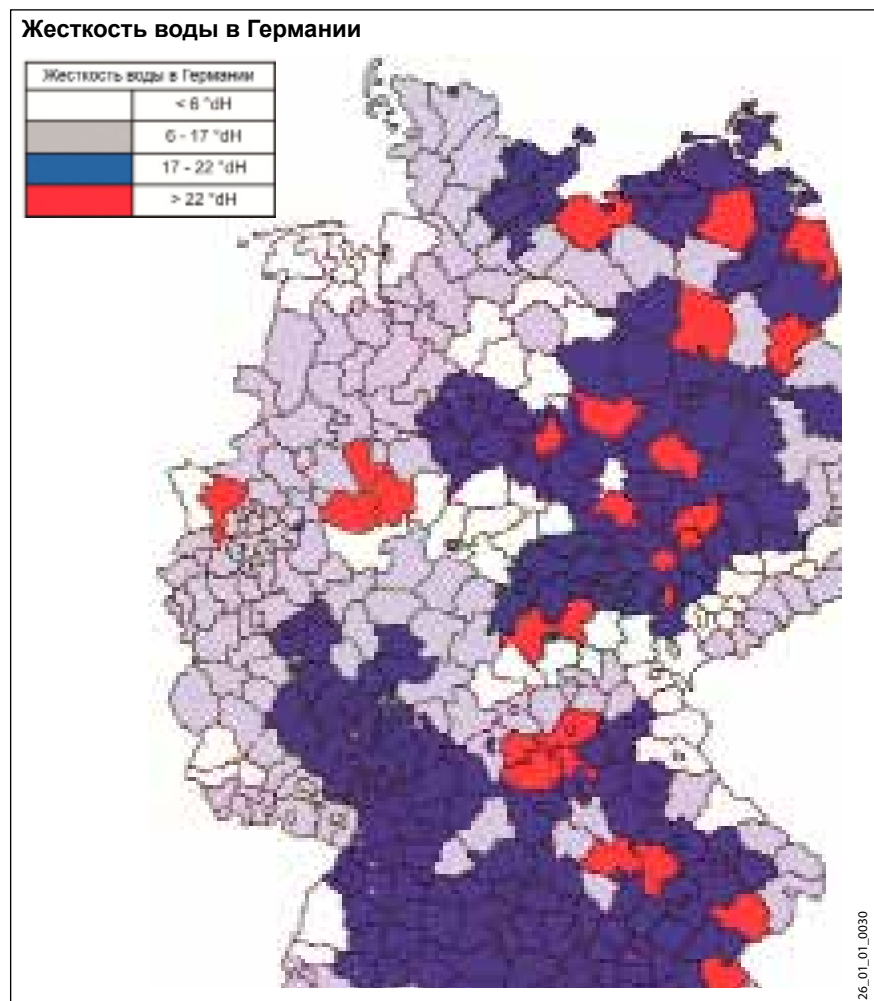 Жесткость воды в Германии
Жесткость воды в Германии
< 6 °dH
6 - 17 °dH
17 - 22 °dH
> 22 °dH
26_01_01_0030